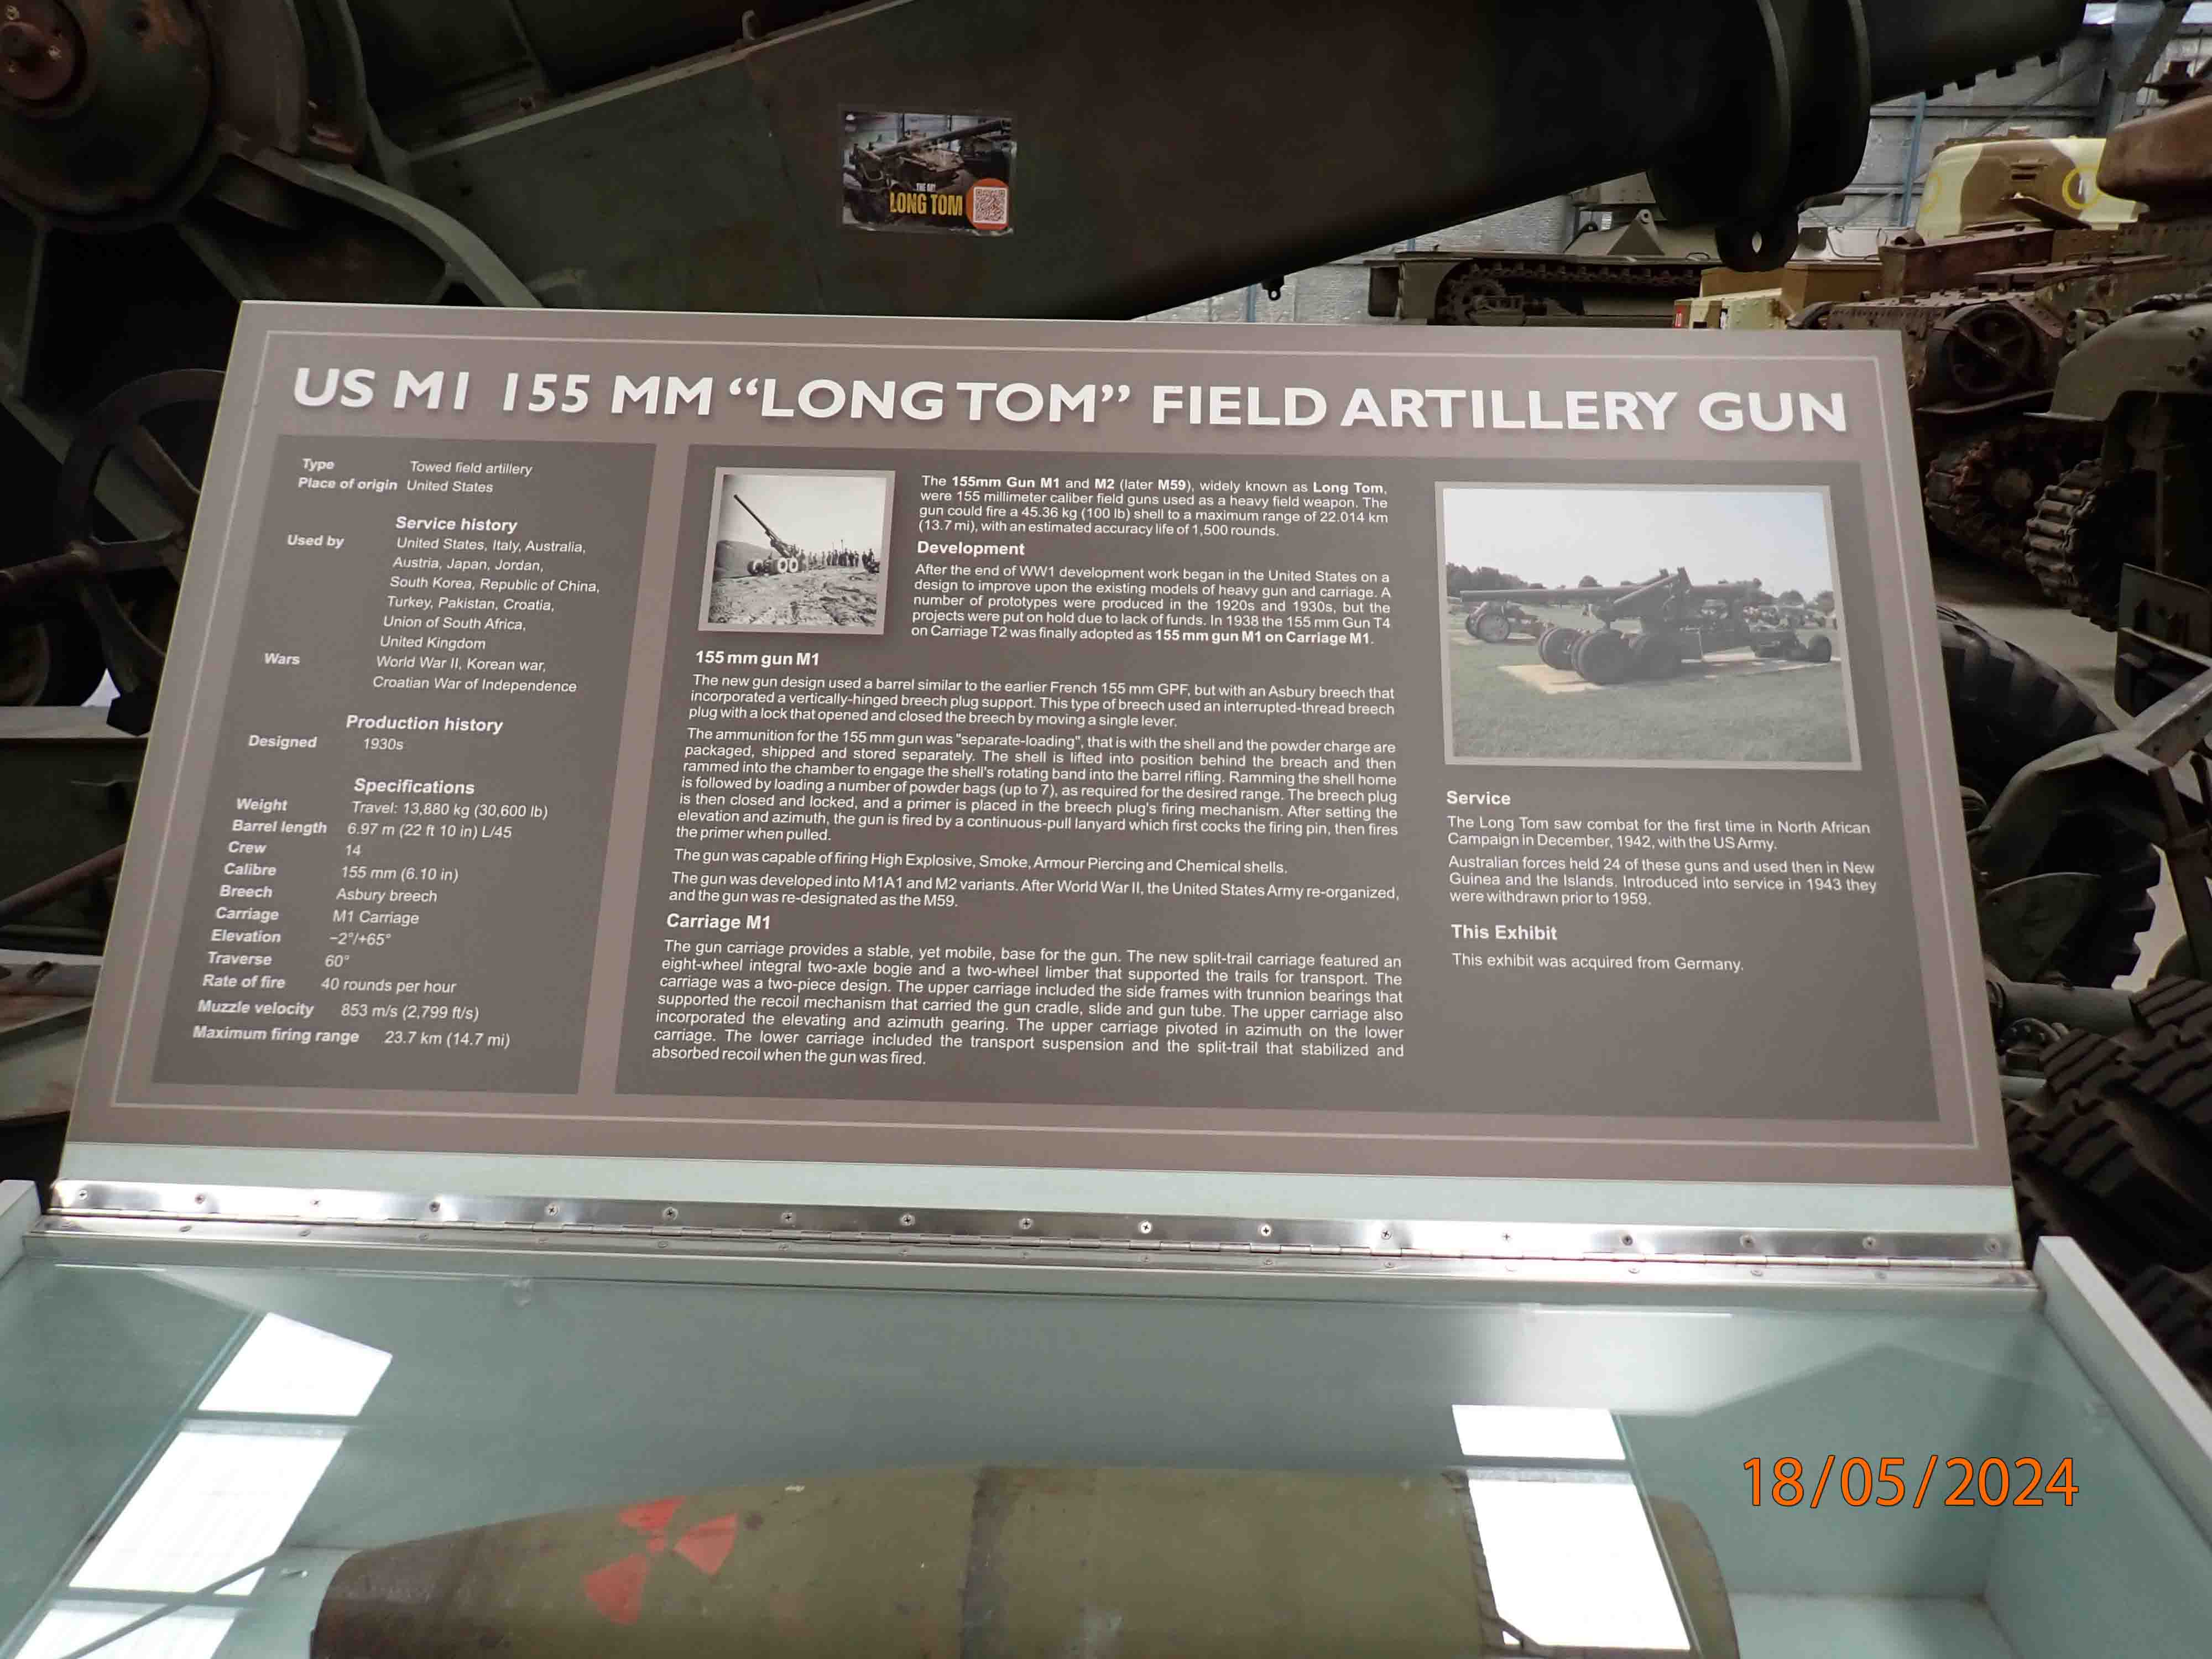 THE ART
LONG TOM
US M1 155 MM “LONG TOM” FIELD ARTILLERY GUN
Type Towed field artillery
Place of origin United States
Service history
Used by United States, Italy, Australia,
Austria, Japan, Jordan,
South Korea, Republic of China,
Turkey, Pakistan, Croatia,
Union of South Africa,
United Kingdom
Wars World War II, Korean war,
Croatian War of Independence
Production history
Designed 1930s
Specifications
Weight Travel: 13,880 kg (30,600 lb)
Barrel length 6.97 m (22 ft 10 in) L/45
Crew 14
Calibre 155 mm (6.10 in)
Breech Asbury breech
Carriage M1 Carriage
Elevation −2°/+65°
Traverse 60°
Rate of fire 40 rounds per hour
Muzzle velocity 853 m/s (2,799 ft/s)
Maximum firing range 23.7 km (14.7 mi)
The 155mm Gun M1 and M2 (later M59), widely known as Long Tom,
were 155 millimeter caliber field guns used as a heavy field weapon. The
gun could fire a 45.36 kg (100 lb) shell to a maximum range of 22.014 km
(13.7 mi), with an estimated accuracy life of 1,500 rounds.
Development
After the end of WW1 development work began in the United States on a
design to improve upon the existing models of heavy gun and carriage. A
number of prototypes were produced in the 1920s and 1930s, but the
projects were put on hold due to lack of funds. In 1938 the 155 mm Gun T4
on Carriage T2 was finally adopted as 155 mm gun M1 on Carriage M1.
155 mm gun M1
The new gun design used a barrel similar to the earlier French 155 mm GPF, but with an Asbury breech that
incorporated a vertically-hinged breech plug support. This type of breech used an interrupted-thread breech
plug with a lock that opened and closed the breech by moving a single lever.
The ammunition for the 155 mm gun was "separate-loading", that is with the shell and the powder charge are
packaged, shipped and stored separately. The shell is lifted into position behind the breach and then
rammed into the chamber to engage the shell's rotating band into the barrel rifling. Ramming the shell home
is followed by loading a number of powder bags (up to 7), as required for the desired range. The breech plug
is then closed and locked, and a primer is placed in the breech plug's firing mechanism. After setting the
elevation and azimuth, the gun is fired by a continuous-pull lanyard which first cocks the firing pin, then fires
the primer when pulled.
The gun was capable of firing High Explosive, Smoke, Armour Piercing and Chemical shells.
The gun was developed into M1A1 and M2 variants. After World War II, the United States Army re-organized,
and the gun was re-designated as the M59.
Carriage M1
The gun carriage provides a stable, yet mobile, base for the gun. The new split-trail carriage featured an
eight-wheel integral two-axle bogie and a two-wheel limber that supported the trails for transport. The
carriage was a two-piece design. The upper carriage included the side frames with trunnion bearings that
supported the recoil mechanism that carried the gun cradle, slide and gun tube. The upper carriage also
incorporated the elevating and azimuth gearing. The upper carriage pivoted in azimuth on the lower
carriage. The lower carriage included the transport suspension and the split-trail that stabilized and
absorbed recoil when the gun was fired.
Service
The Long Tom saw combat for the first time in North African
Campaign in December, 1942, with the US Army.
Australian forces held 24 of these guns and used then in New
Guinea and the Islands. Introduced into service in 1943 they
were withdrawn prior to 1959.
This Exhibit
This exhibit was acquired from Germany.
18/05/2024